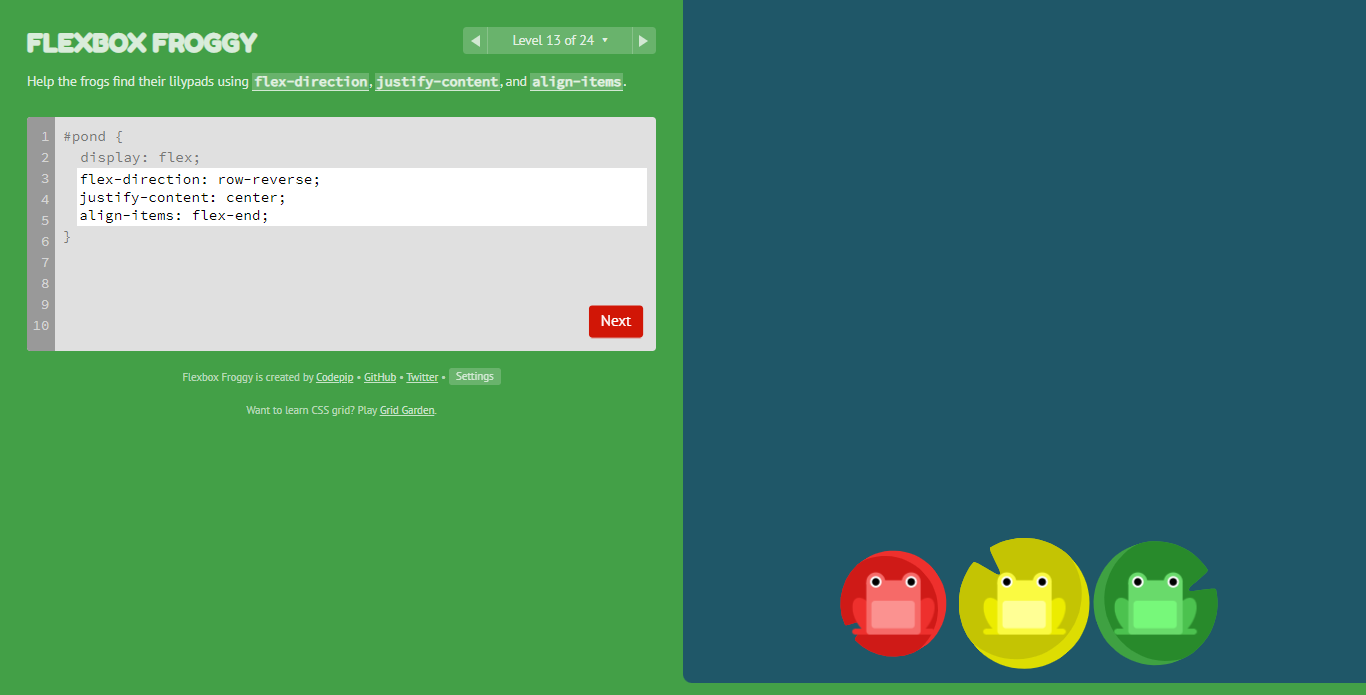 FLEXBOX FROGGY
◀ Level 13 of 24 ▼ ▶
Help the frogs find their lilypads using flex-direction, justify-content, and align-items.
1 #pond {
2 display: flex;
3 flex-direction: row-reverse;
4 justify-content: center;
5 align-items: flex-end;
6 }
7
8
9
10
Next
Flexbox Froggy is created by Codepip • GitHub • Twitter • Settings
Want to learn CSS grid? Play Grid Garden.